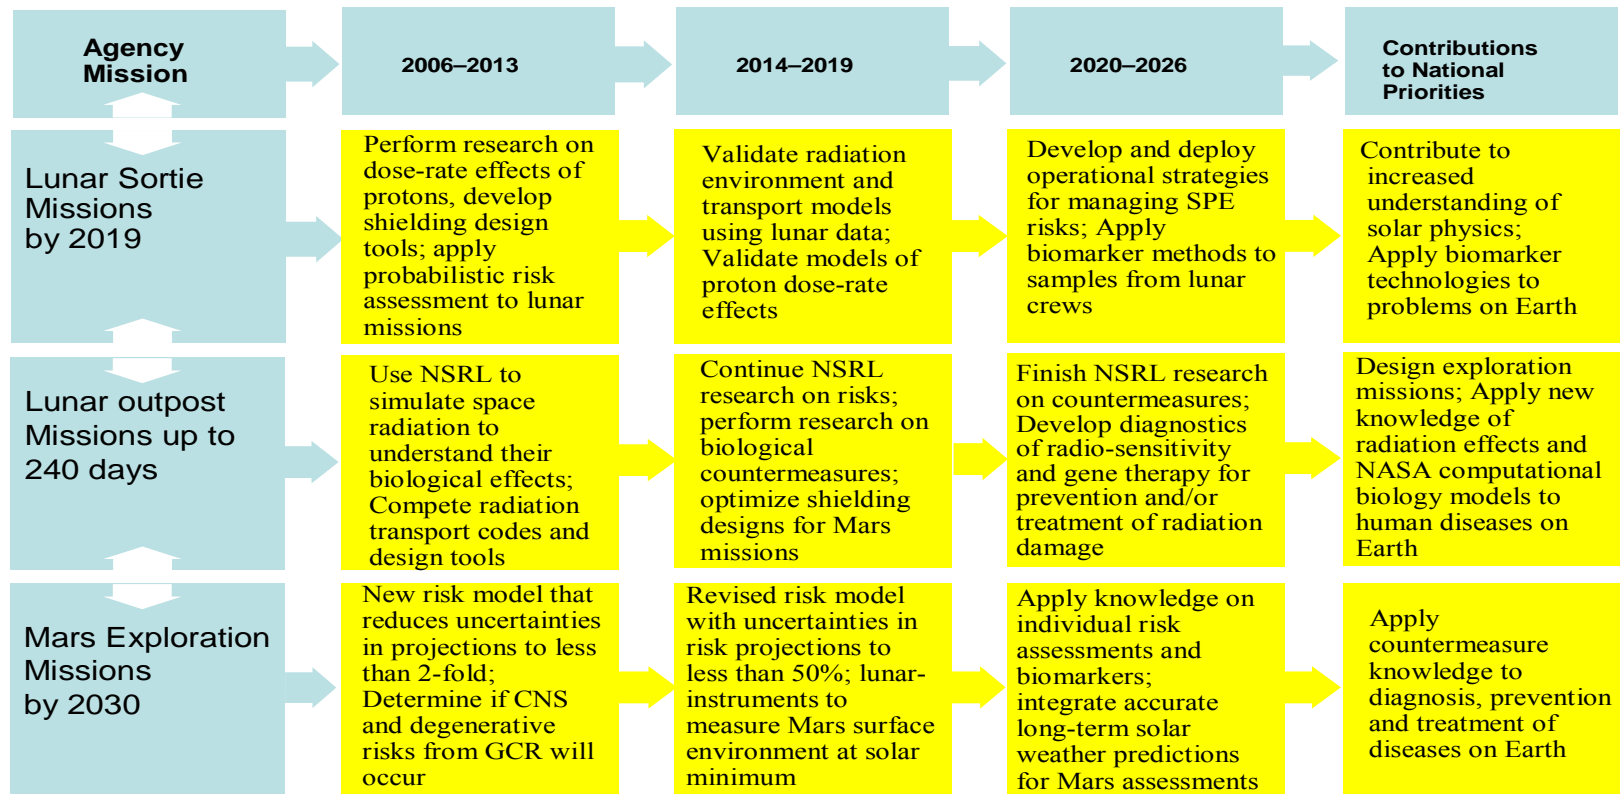 Agency
Mission
2006–2013
2014–2019
2020–2026
Contributions
to National
Priorities
Lunar Sortie
Missions
by 2019
Perform research on
dose-rate effects of
protons, develop
shielding design
tools; apply
probabilistic risk
assessment to lunar
missions
Validate radiation
environment and
transport models
using lunar data;
Validate models of
proton dose-rate
effects
Develop and deploy
operational strategies
for managing SPE
risks; Apply
biomarker methods to
samples from lunar
crews
Contribute to
increased
understanding of
solar physics;
Apply biomarker
technologies to
problems on Earth
Lunar outpost
Missions up to
240 days
Use NSRL to
simulate space
radiation to
understand their
biological effects;
Compete radiation
transport codes and
design tools
Continue NSRL
research on risks;
perform research on
biological
countermeasures;
optimize shielding
designs for Mars
missions
Finish NSRL research
on countermeasures;
Develop diagnostics
of radio-sensitivity
and gene therapy for
prevention and/or
treatment of radiation
damage
Design exploration
missions; Apply new
knowledge of
radiation effects and
NASA computational
biology models to
human diseases on
Earth
Mars Exploration
Missions
by 2030
New risk model that
reduces uncertainties
in projections to less
than 2-fold;
Determine if CNS
and degenerative
risks from GCR will
occur
Revised risk model
with uncertainties in
risk projections to
less than 50%; lunar-
instruments to
measure Mars surface
environment at solar
minimum
Apply knowledge on
individual risk
assessments and
biomarkers;
integrate accurate
long-term solar
weather predictions
for Mars assessments
Apply
countermeasure
knowledge to
diagnosis, prevention
and treatment of
diseases on Earth